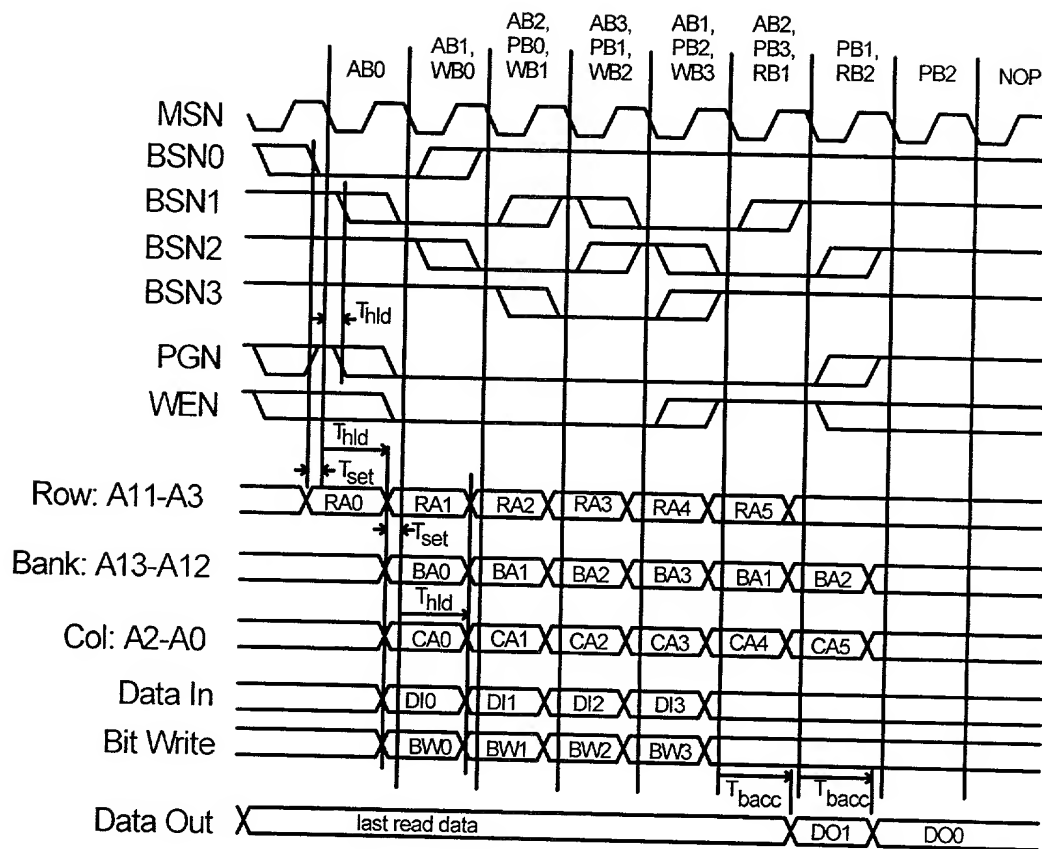 AB0
AB1,
WB0
AB2,
PB0,
WB1
AB3,
PB1,
WB2
AB1,
PB2,
WB3
AB2,
PB3,
RB1
PB1,
RB2
PB2
NOP
MSN
BSN0
BSN1
BSN2
BSN3
Thld
PGN
WEN
Thld
Tset
Row: A11-A3
RA0 RA1 RA2 RA3 RA4 RA5
Tset
Bank: A13-A12
BA0 BA1 BA2 BA3 BA1 BA2
Thld
Col: A2-A0
CA0 CA1 CA2 CA3 CA4 CA5
Data In
DI0 DI1 DI2 DI3
Bit Write
BW0 BW1 BW2 BW3
Tbacc Tbacc
Data Out
last read data DO1 DO0